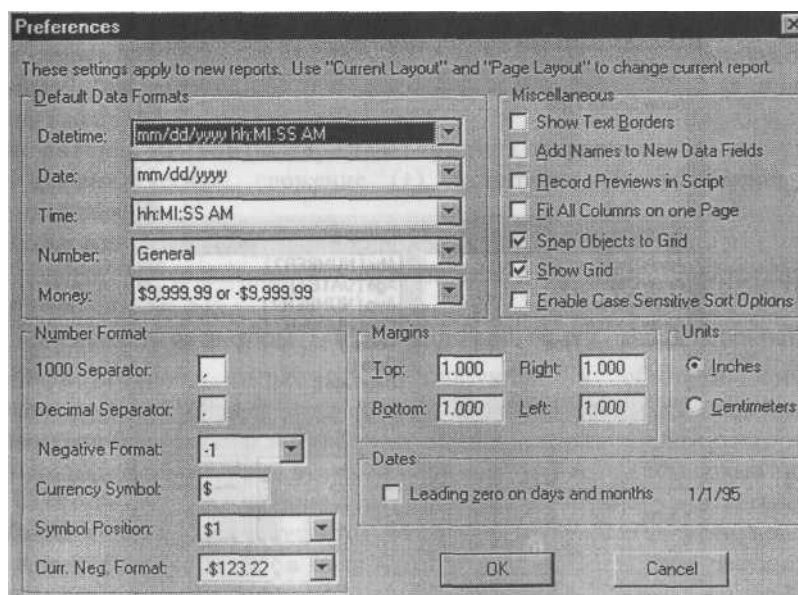 Preferences
These settings apply to new reports. Use "Current Layout" and "Page Layout" to change current report.
Default Data Formats
Datetime: mm/dd/yyyy hh:MI:SS AM
Date: mm/dd/yyyy
Time: hh:MI:SS AM
Number: General
Money: $9,999.99 or -$9,999.99
Miscellaneous
Show Text Borders
Add Names to New Data Fields
Record Previews in Script
Fit All Columns on one Page
Snap Objects to Grid
Show Grid
Enable Case Sensitive Sort Options
Number Format
1000 Separator: ,
Decimal Separator: .
Negative Format: -1
Currency Symbol: $
Symbol Position: $1
Curr. Neg. Format: -$123.22
Margins
Top: 1.000 Right: 1.000
Bottom: 1.000 Left: 1.000
Units
Inches
Centimeters
Dates
Leading zero on days and months 1/1/95
OK
Cancel